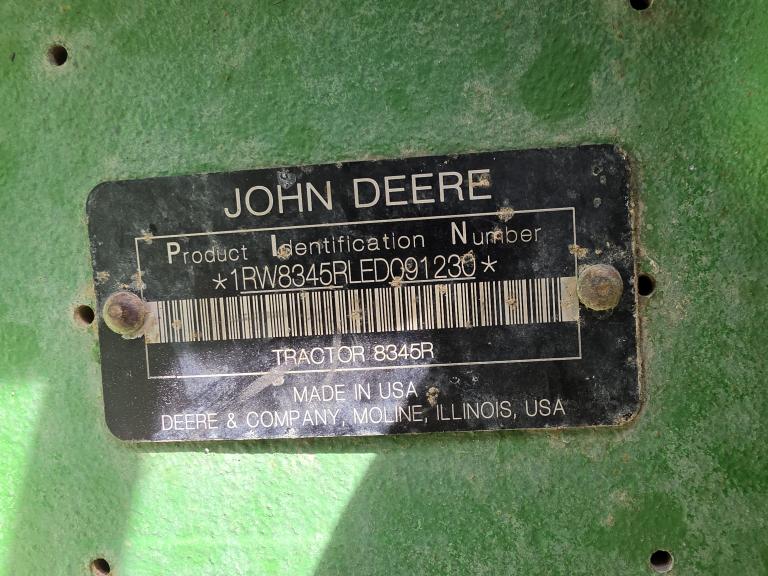 JOHN DEERE
Product Identification Number
*1RW8345RLED091230*
TRACTOR 8345R
MADE IN USA
DEERE & COMPANY, MOLINE, ILLINOIS, USA